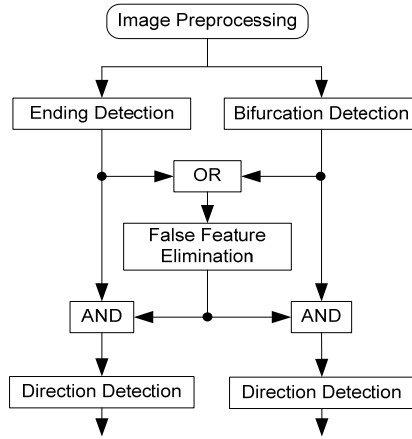 Image Preprocessing
Ending Detection
Bifurcation Detection
OR
False Feature
Elimination
AND
AND
Direction Detection
Direction Detection